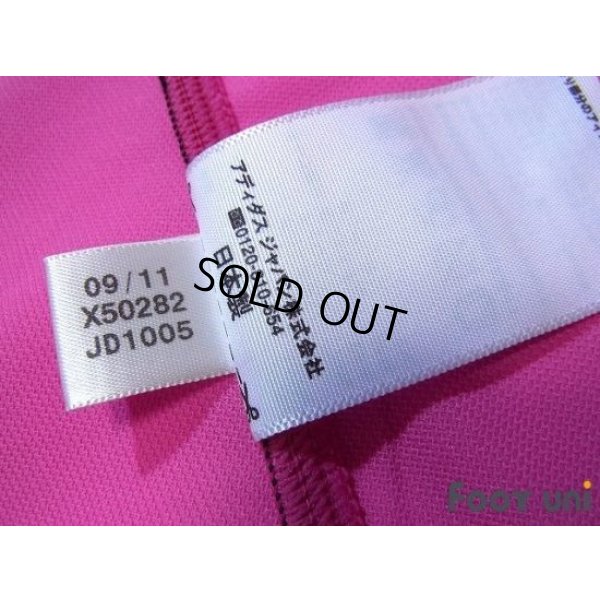 09/11
X50282
JD1005
アディダス ジャパン株式会社
日本製
SOLD OUT
Foot uni